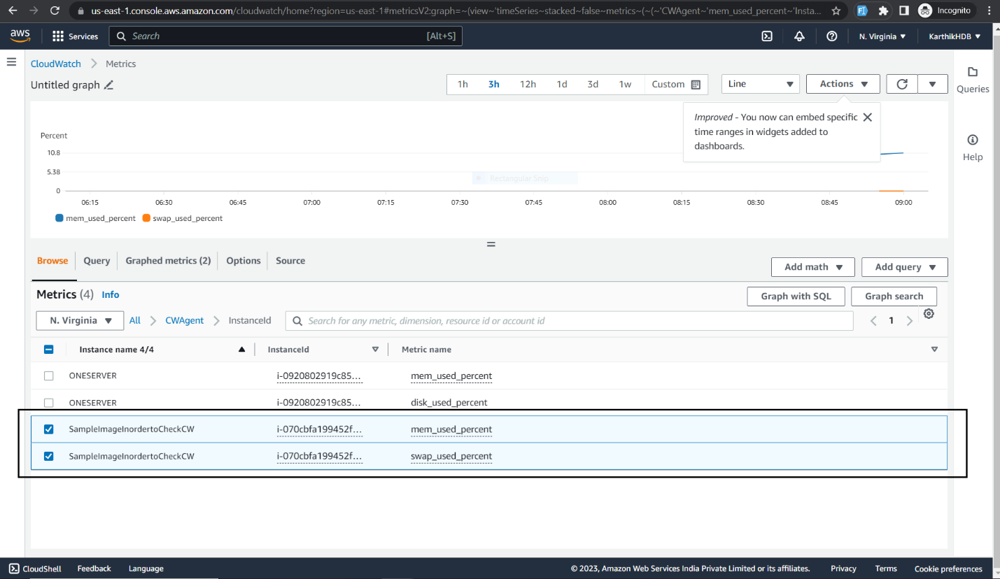 us-east-1.console.aws.amazon.com/cloudwatch/home?region=us-east-1#metricsV2:graph=~(view~'timeSeries~stacked~false~metrics~(~(~'CWAgent~'mem_used_percent~'Insta...
Incognito
aws
Services
Search
[Alt+S]
N. Virginia
KarthikHDB
CloudWatch
Metrics
Untitled graph
1h
3h
12h
1d
3d
1w
Custom
Line
Actions
Queries
Improved - You now can embed specific
time ranges in widgets added to
dashboards.
Help
Percent
10.8
5.38
0
Rectangular Snip
06:15
06:30
06:45
07:00
07:15
07:30
07:45
08:00
08:15
08:30
08:45
09:00
mem_used_percent
swap_used_percent
Browse
Query
Graphed metrics (2)
Options
Source
Add math
Add query
Metrics (4)
Info
Graph with SQL
Graph search
N. Virginia
All
CWAgent
InstanceId
Search for any metric, dimension, resource id or account id
1
Instance name 4/4
InstanceId
Metric name
ONESERVER
i-0920802919c85...
mem_used_percent
ONESERVER
i-0920802919c85...
disk_used_percent
SampleImageInordertoCheckCW
i-070cbfa199452f...
mem_used_percent
SampleImageInordertoCheckCW
i-070cbfa199452f...
swap_used_percent
CloudShell
Feedback
Language
© 2023, Amazon Web Services India Private Limited or its affiliates.
Privacy
Terms
Cookie preferences